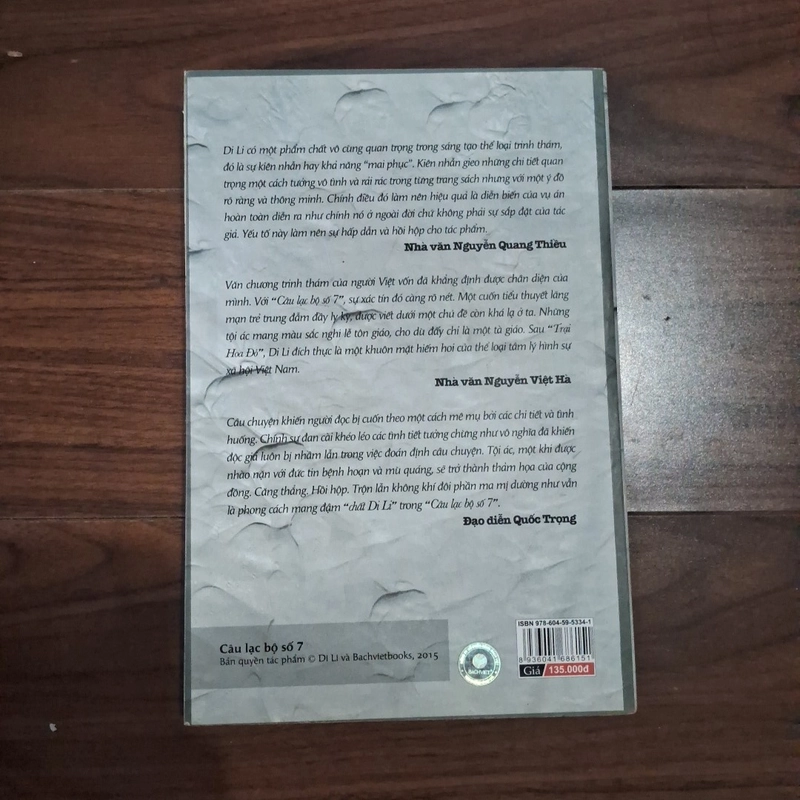 Di Li có một phẩm chất vô cùng quan trọng trong sáng tạo thể loại trinh thám,
đó là sự kiên nhẫn hay khả năng "mai phục". Kiên nhẫn gieo những chi tiết quan
trọng một cách tưởng vô tình và rải rác trong từng trang sách nhưng với một ý đồ
rõ ràng và thông minh. Chính điều đó làm nên hiệu quả là diễn biến của vụ án
hoàn toàn diễn ra như chính nó ở ngoài đời chứ không phải sự sắp đặt của tác
giả. Yếu tố này làm nên sự hấp dẫn và hồi hộp cho tác phẩm.
Nhà văn Nguyễn Quang Thiều
Văn chương trinh thám của người Việt vốn đã khẳng định được chân diện của
mình. Với "Câu lạc bộ số 7", sự xác tín đó càng rõ nét. Một cuốn tiểu thuyết lãng
mạn trẻ trung đẫm đầy ly kỳ, được viết dưới một chủ đề còn khá lạ ở ta. Những
tội ác mang màu sắc nghi lễ tôn giáo, cho dù đấy chỉ là một tà giáo. Sau "Trại
Hoa Đỏ", Di Li đích thực là một khuôn mặt hiếm hoi của thể loại tâm lý hình sự
xã hội Việt Nam.
Nhà văn Nguyễn Việt Hà
Câu chuyện khiến người đọc bị cuốn theo một cách mê mụ bởi các chi tiết và tình
huống. Chính sự đan cài khéo léo các tình tiết tưởng chừng như vô nghĩa đã khiến
độc giả luôn bị nhầm lẫn trong việc đoán định câu chuyện. Tội ác, một khi được
nhào nặn với đức tin bệnh hoạn và mù quáng, sẽ trở thành thảm họa của cộng
đồng. Căng thẳng. Hồi hộp. Trộn lẫn không khí đôi phần ma mị dường như vẫn
là phong cách mang đậm "chất Di Li" trong "Câu lạc bộ số 7".
Đạo diễn Quốc Trọng
Câu lạc bộ số 7
Bản quyền tác phẩm © Di Li và Bachvietbooks, 2015
ISBN 978-604-59-5334-1
8 936041 686151
Giá 135.000đ